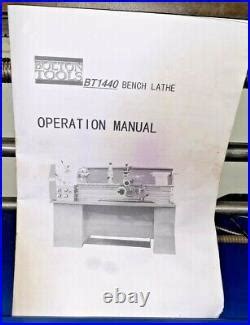 BOLTON
TOOLS
BT1440 BENCH LATHE
OPERATION MANUAL